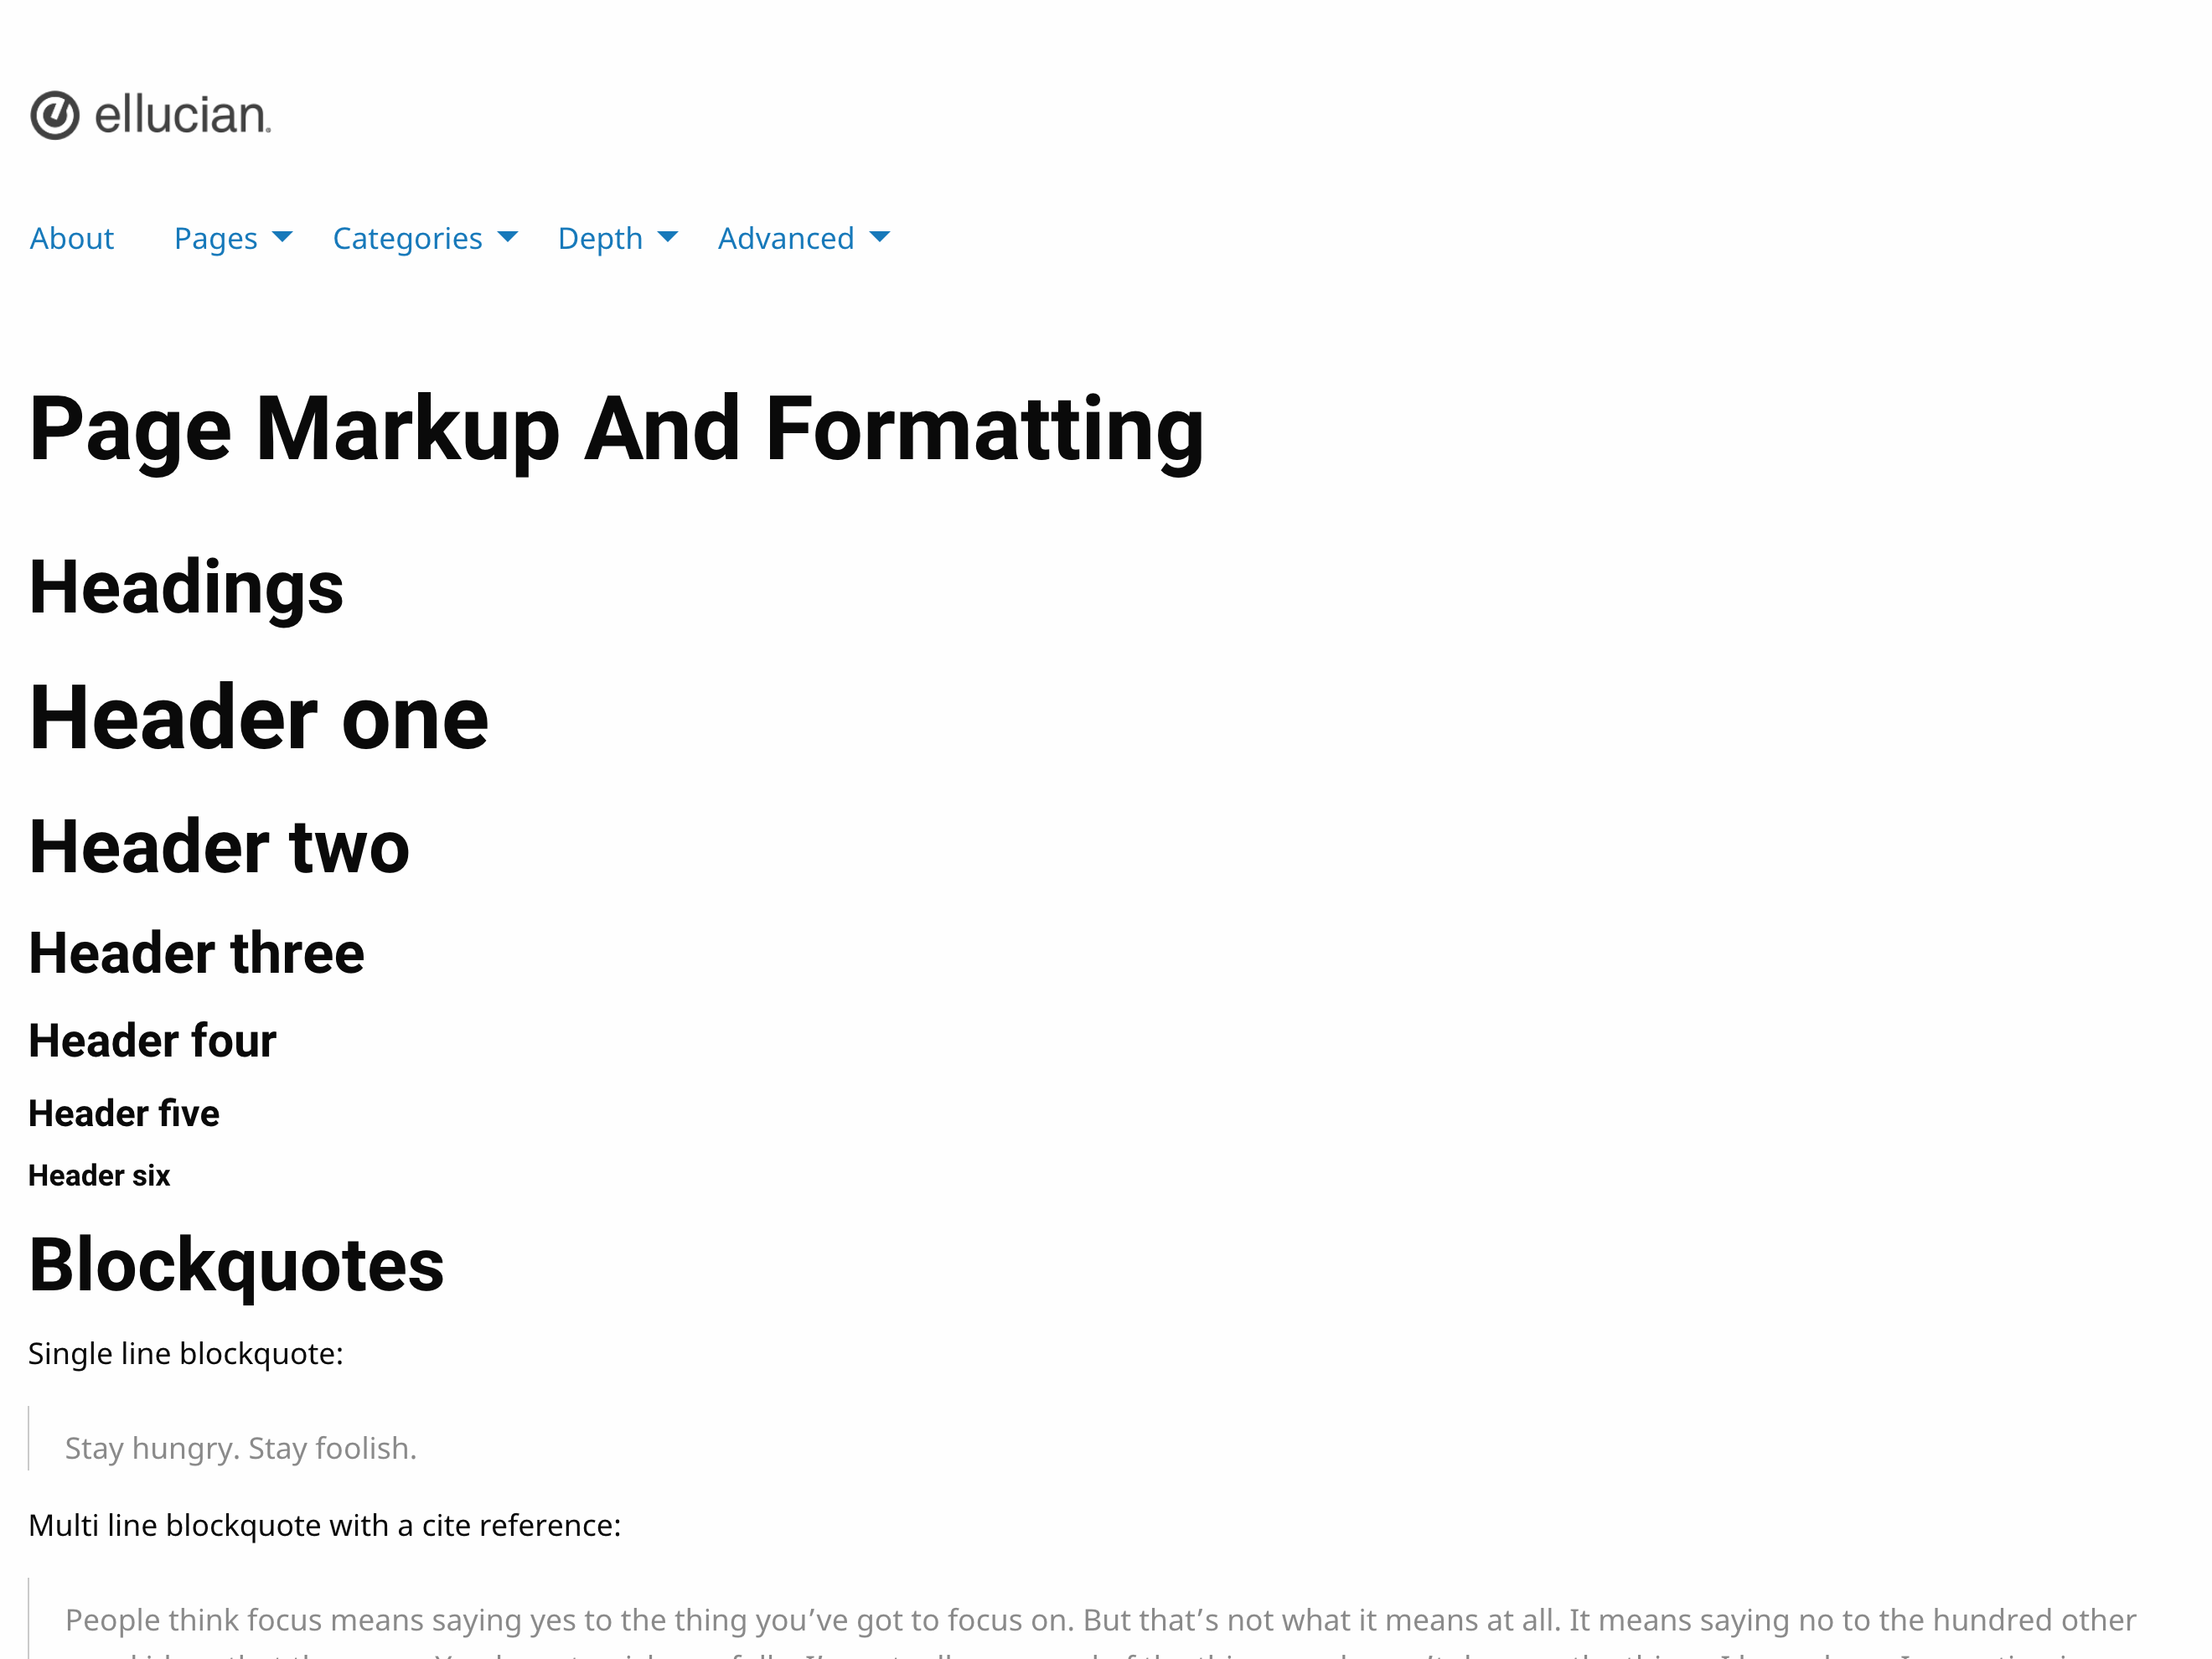 ellucian.
About Pages Categories Depth Advanced
Page Markup And Formatting
Headings
Header one
Header two
Header three
Header four
Header five
Header six
Blockquotes
Single line blockquote:
Stay hungry. Stay foolish.
Multi line blockquote with a cite reference:
People think focus means saying yes to the thing you’ve got to focus on. But that’s not what it means at all. It means saying no to the hundred other